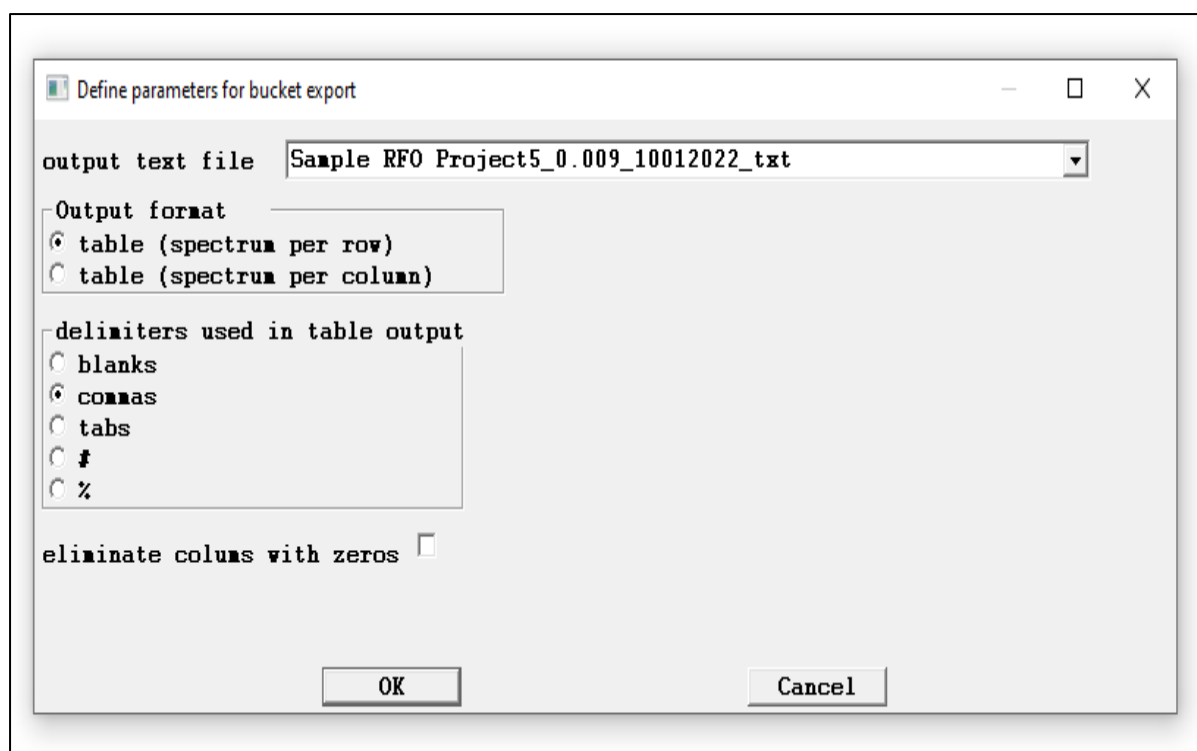 Define parameters for bucket export
output text file Sample RFO Project5_0.009_10012022_txt
Output format
table (spectrum per row)
table (spectrum per column)
delimiters used in table output
blanks
commas
tabs
#
%
eliminate colums with zeros
OK Cancel